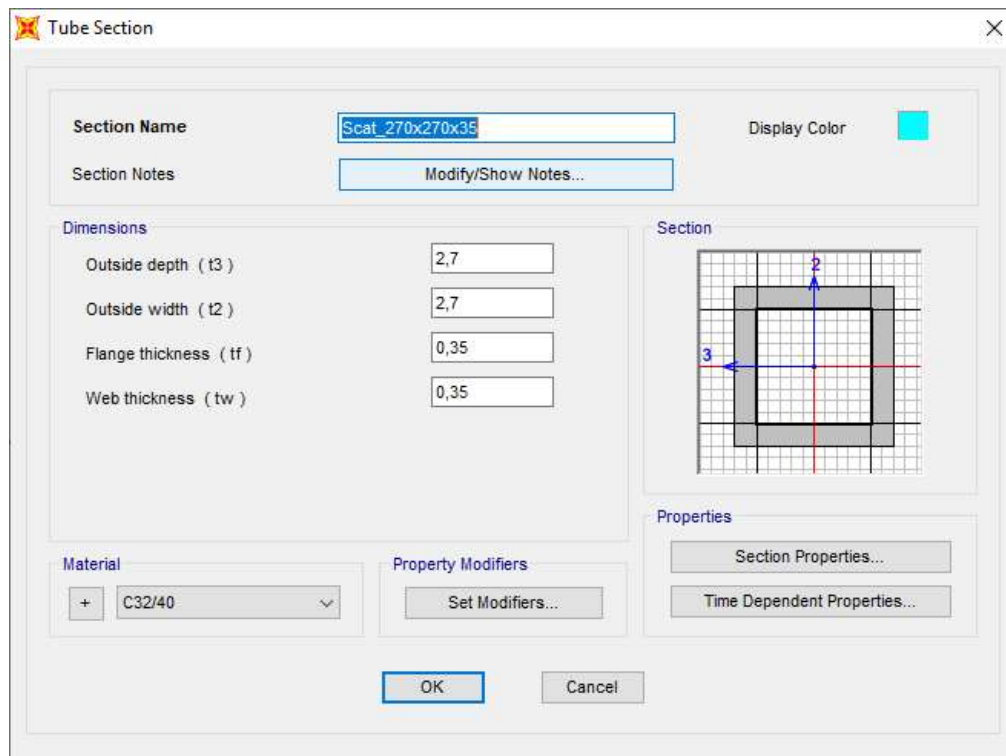 Tube Section
Section Name
Scat_270x270x35
Display Color
Section Notes
Modify/Show Notes...
Dimensions
Outside depth ( t3 )
2,7
Outside width ( t2 )
2,7
Flange thickness ( tf )
0,35
Web thickness ( tw )
0,35
Section
2
3
Material
+
C32/40
Property Modifiers
Set Modifiers...
Properties
Section Properties...
Time Dependent Properties...
OK
Cancel